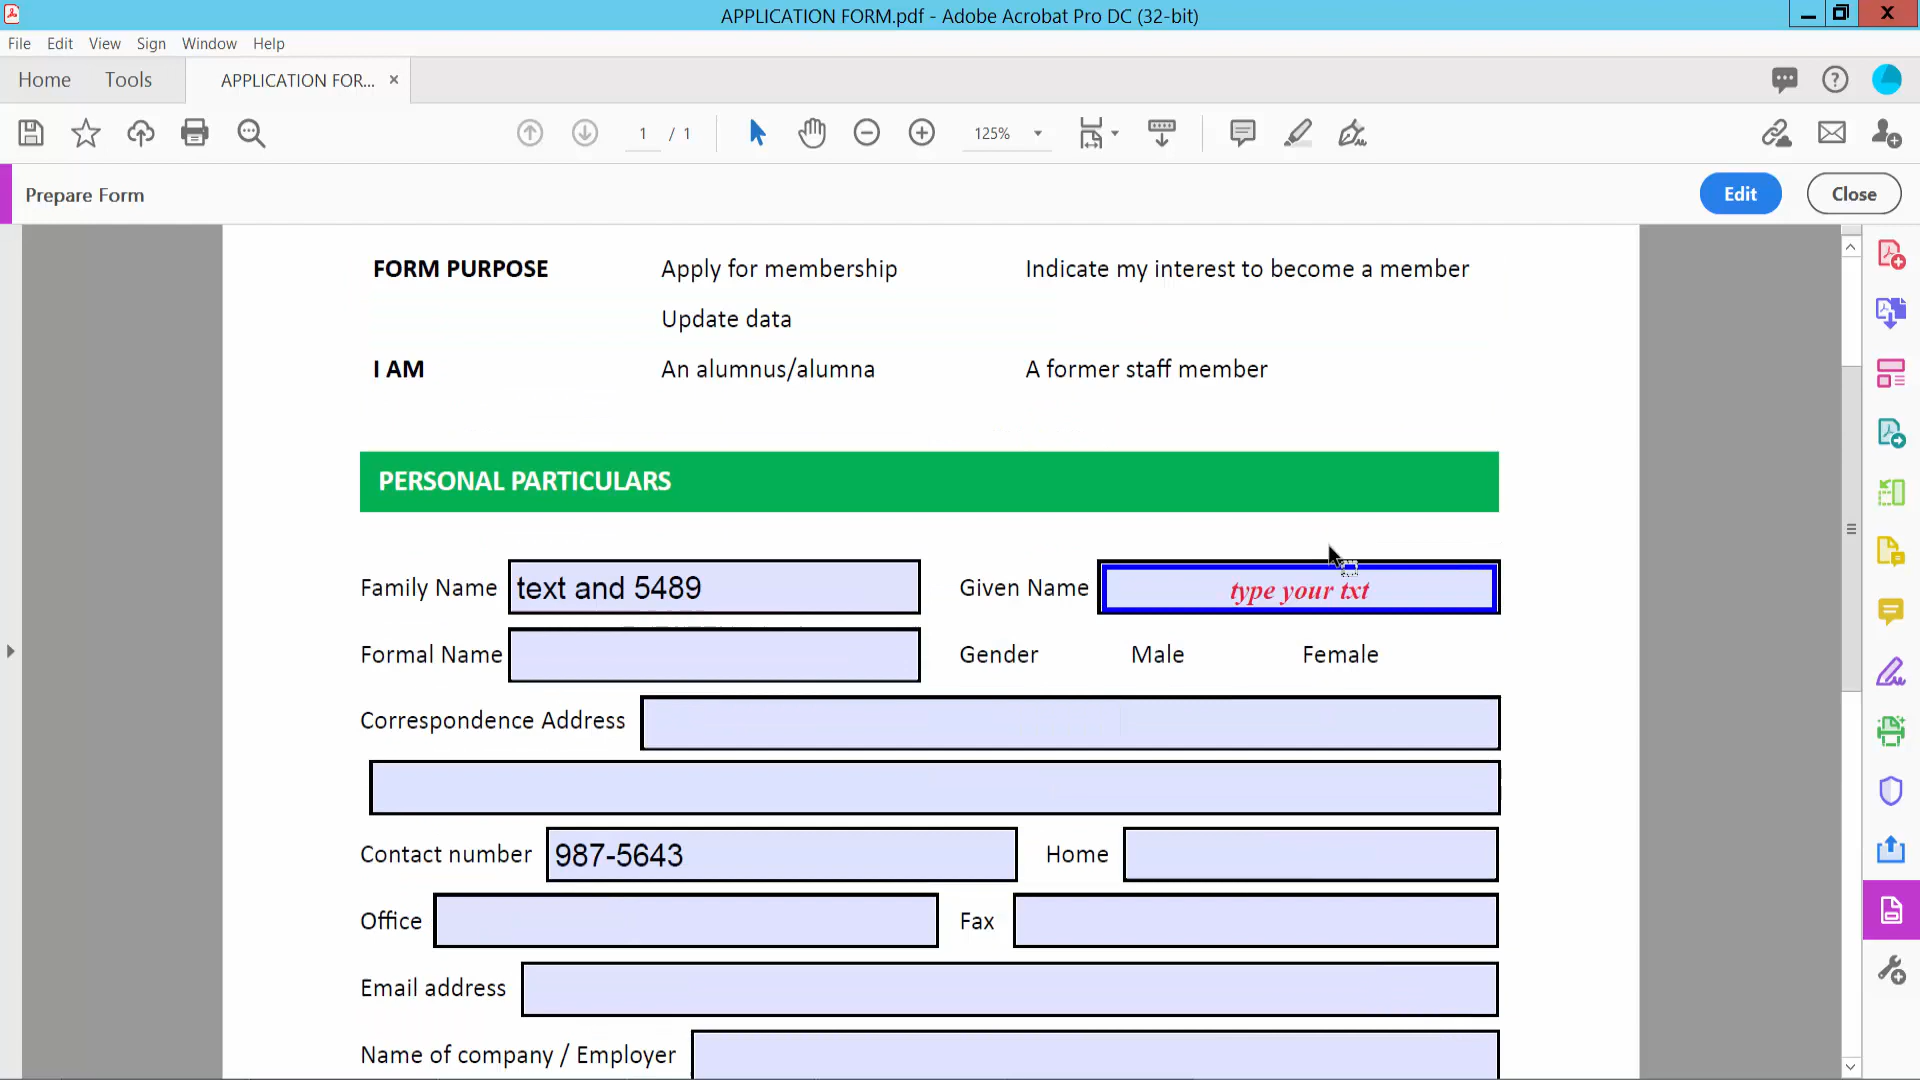 APPLICATION FORM.pdf - Adobe Acrobat Pro DC (32-bit)
File Edit View Sign Window Help
Home Tools APPLICATION FOR... ×
1 / 1 125%
Prepare Form Edit Close
FORM PURPOSE Apply for membership Indicate my interest to become a member
Update data
I AM An alumnus/alumna A former staff member
PERSONAL PARTICULARS
Family Name text and 5489 Given Name type your txt
Formal Name Gender Male Female
Correspondence Address
Contact number 987-5643 Home
Office Fax
Email address
Name of company / Employer